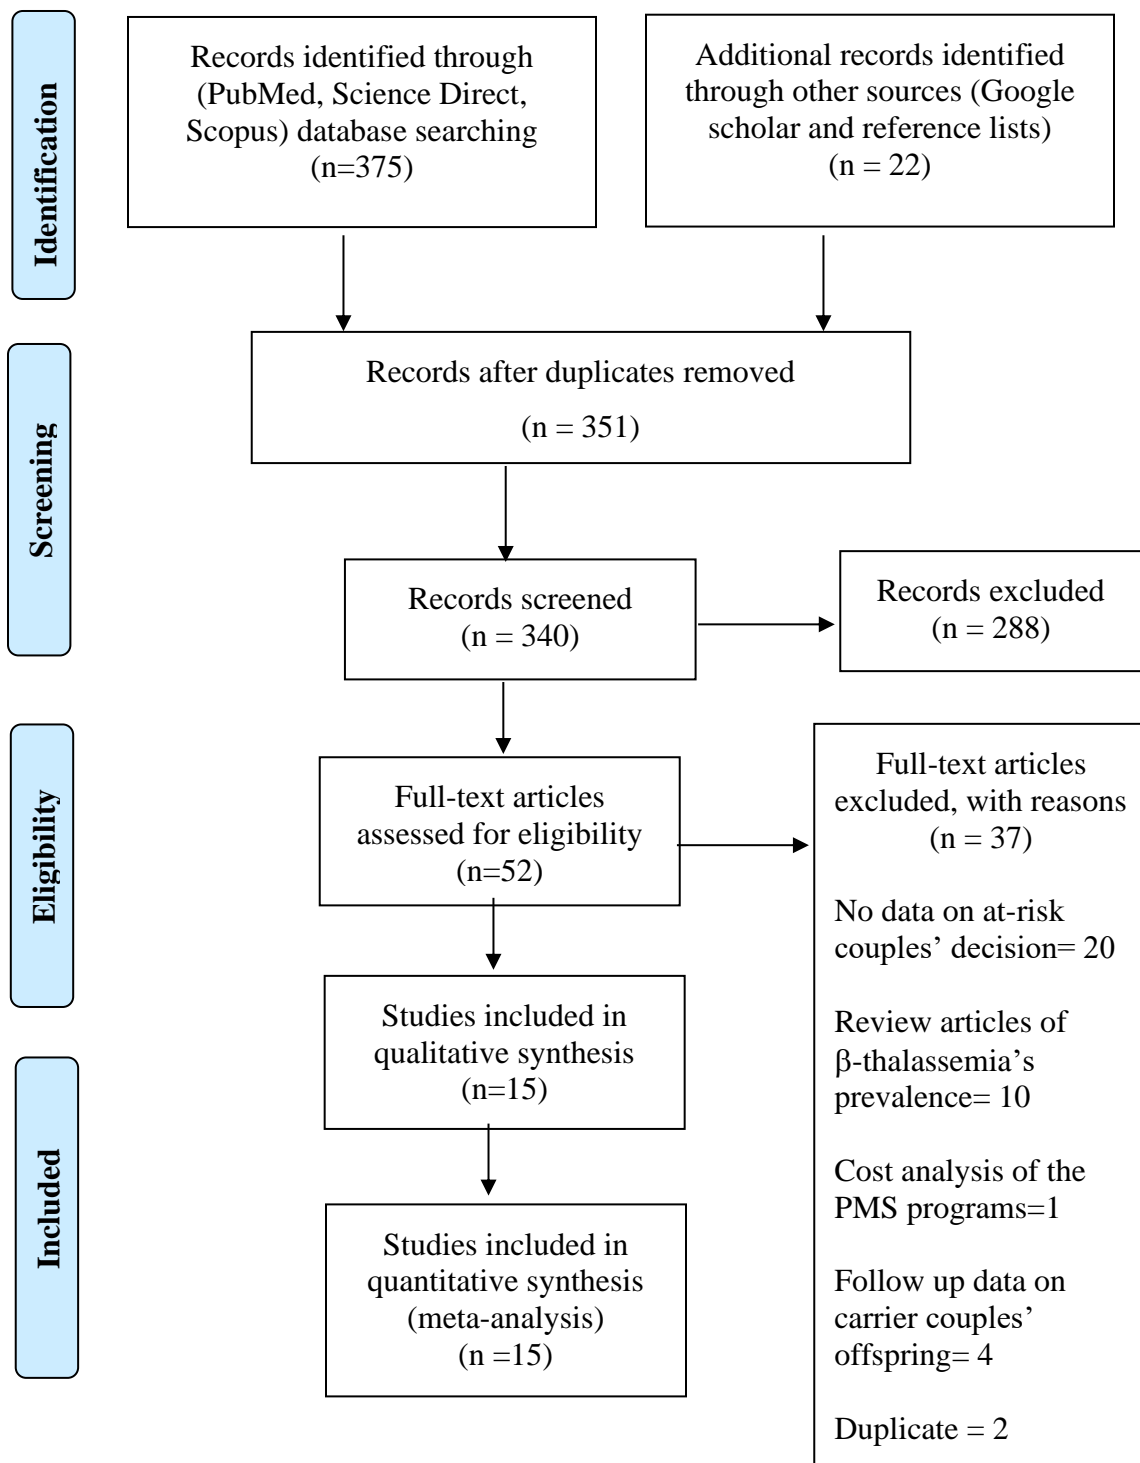 Identification
Records identified through
(PubMed, Science Direct,
Scopus) database searching
(n=375)
Additional records identified
through other sources (Google
scholar and reference lists)
(n = 22)
Screening
Records after duplicates removed
(n = 351)
Records screened
(n = 340)
Records excluded
(n = 288)
Eligibility
Full-text articles
assessed for eligibility
(n=52)
Full-text articles
excluded, with reasons
(n = 37)
No data on at-risk
couples’ decision= 20
Review articles of
β-thalassemia’s
prevalence= 10
Cost analysis of the
PMS programs=1
Follow up data on
carrier couples’
offspring= 4
Duplicate = 2
Studies included in
qualitative synthesis
(n=15)
Included
Studies included in
quantitative synthesis
(meta-analysis)
(n =15)